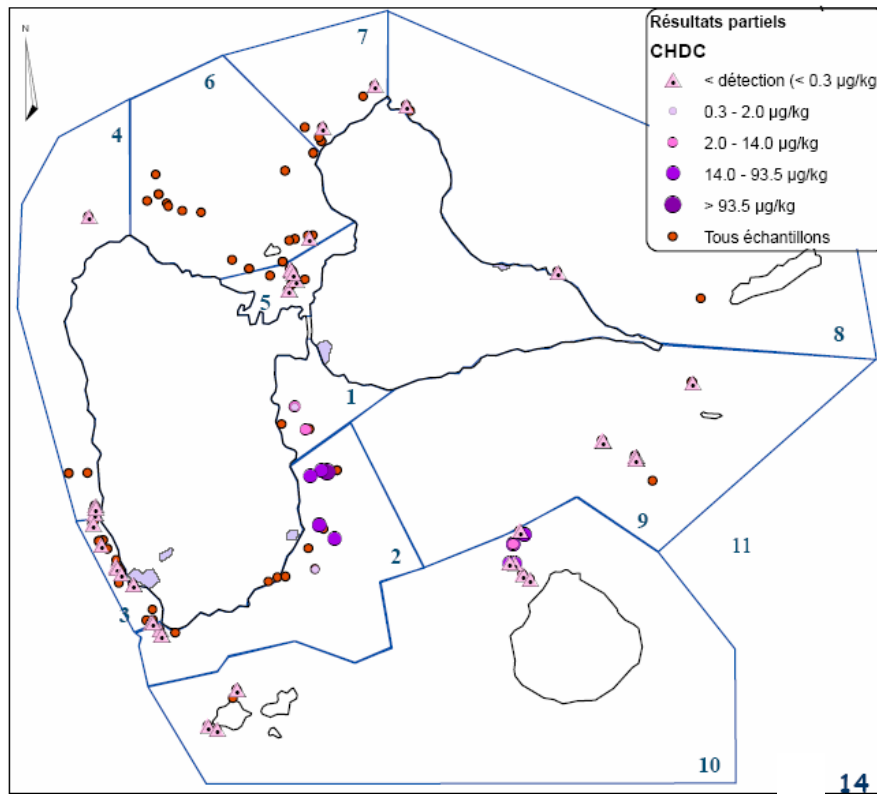 N
Résultats partiels
CHDC
< détection (< 0.3 µg/kg
0.3 - 2.0 µg/kg
2.0 - 14.0 µg/kg
14.0 - 93.5 µg/kg
> 93.5 µg/kg
Tous échantillons
7
6
4
5
8
1
9
11
2
3
10
14